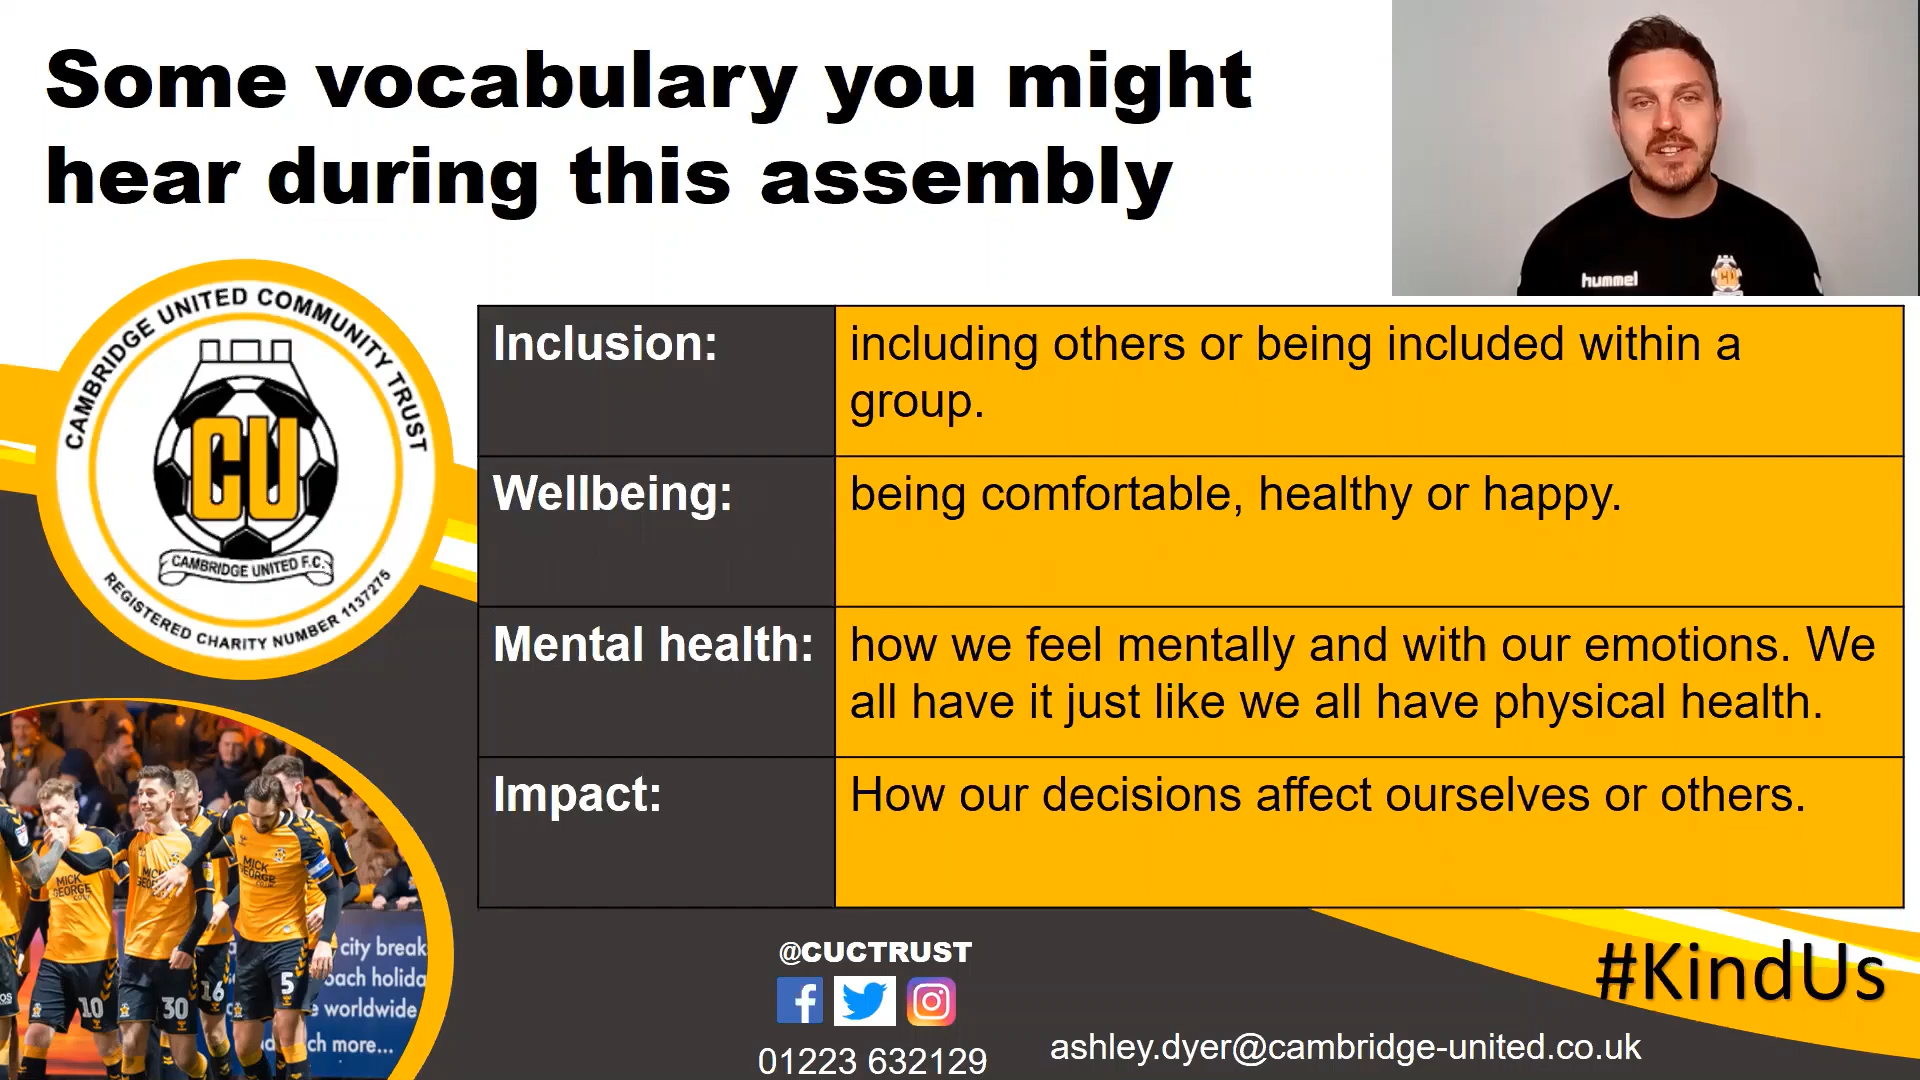 Some vocabulary you might
hear during this assembly
hummel
CU
CAMBRIDGE UNITED COMMUNITY TRUST
CU
CAMBRIDGE UNITED F.C.
REGISTERED CHARITY NUMBER 1137275
Inclusion:
including others or being included within a
group.
Wellbeing:
being comfortable, healthy or happy.
Mental health:
how we feel mentally and with our emotions. We
all have it just like we all have physical health.
Impact:
How our decisions affect ourselves or others.
MICK
GEORGE
MICK
GEORGE
10
30
16
5
city break
worldwide
ch more...
@CUCTRUST
01223 632129
ashley.dyer@cambridge-united.co.uk
#KindUs